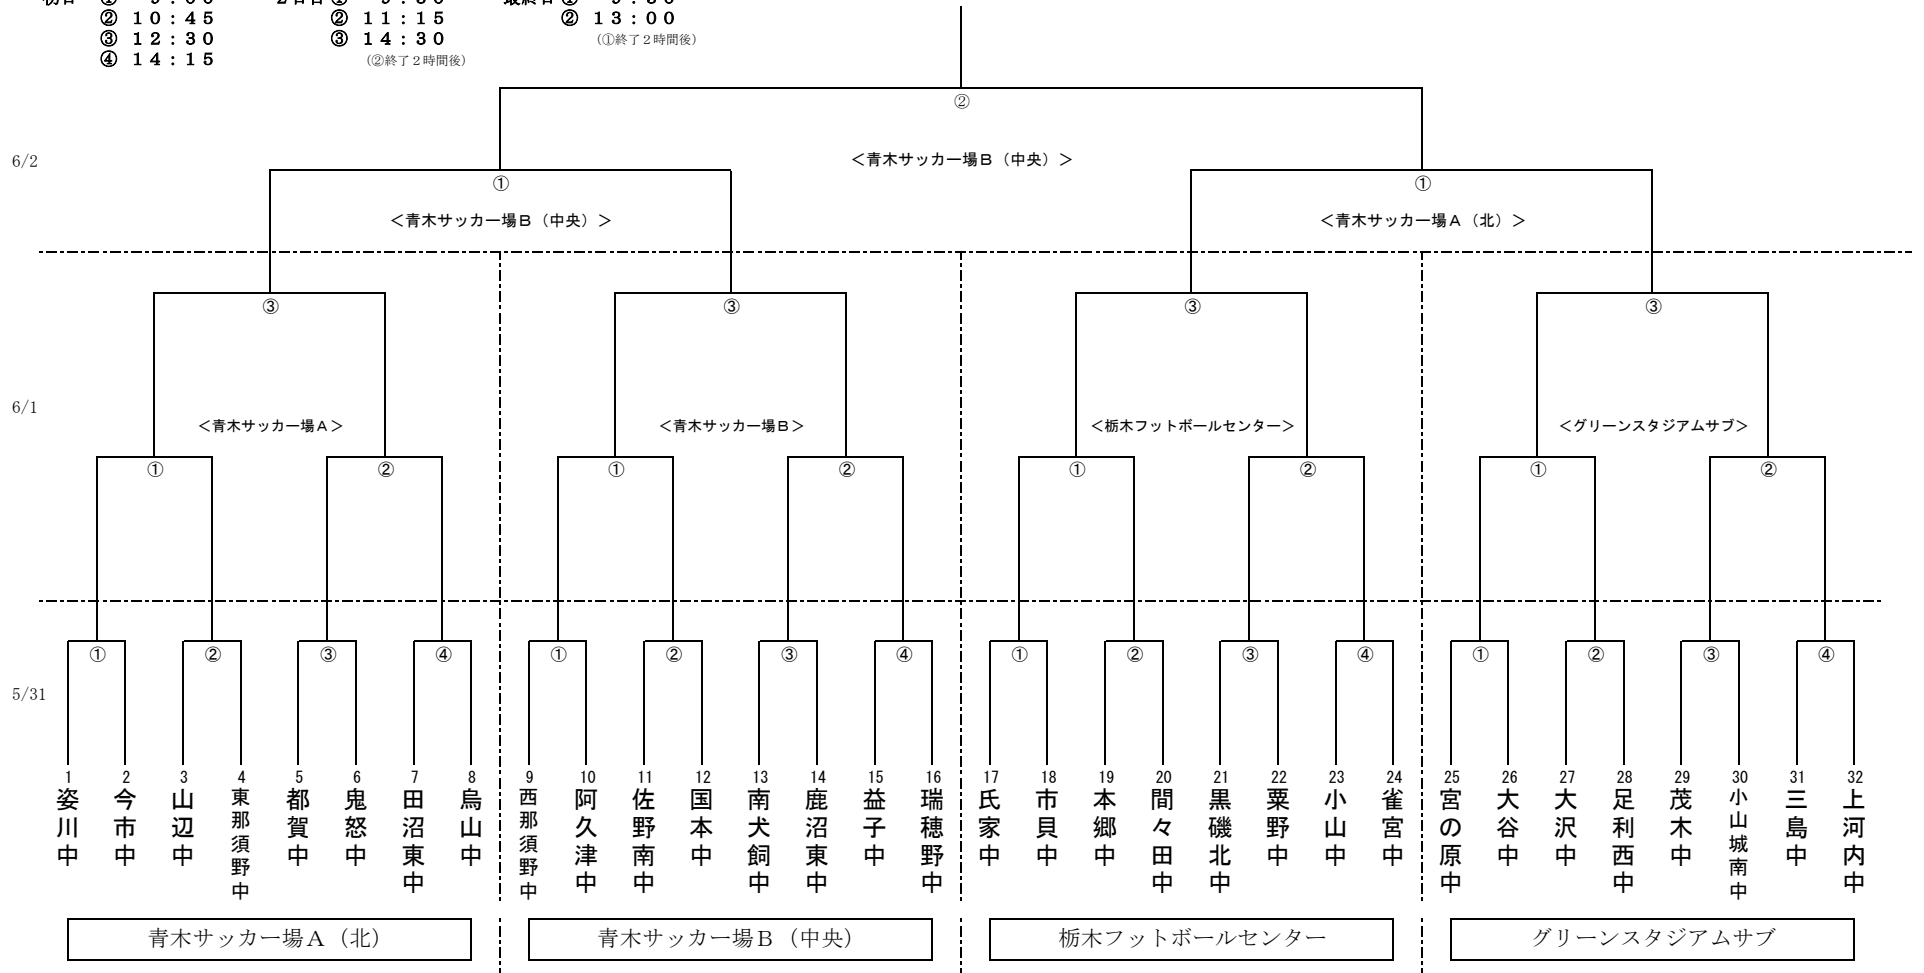 ② １０：４５ ② １１：１５ ② １３：００
③ １２：３０ ③ １４：３０ （①終了２時間後）
④ １４：１５ （②終了２時間後）
②
6/2 ＜青木サッカー場Ｂ（中央）＞
① ①
＜青木サッカー場Ｂ（中央）＞ ＜青木サッカー場Ａ（北）＞
③ ③ ③ ③
6/1
＜青木サッカー場Ａ＞ ＜青木サッカー場Ｂ＞ ＜栃木フットボールセンター＞ ＜グリーンスタジアムサブ＞
① ② ① ② ① ② ① ②
① ② ③ ④ ① ② ③ ④ ① ② ③ ④ ① ② ③ ④
5/31
1 2 3 4 5 6 7 8 9 10 11 12 13 14 15 16 17 18 19 20 21 22 23 24 25 26 27 28 29 30 31 32
姿川中
今市中
山辺中
東那須野中
都賀中
鬼怒中
田沼東中
烏山中
西那須野中
阿久津中
佐野南中
国本中
南犬飼中
鹿沼東中
益子中
瑞穂野中
氏家中
市貝中
本郷中
間々田中
黒磯北中
粟野中
小山中
雀宮中
宮の原中
大谷中
大沢中
足利西中
茂木中
小山城南中
三島中
上河内中
青木サッカー場Ａ（北） 青木サッカー場Ｂ（中央） 栃木フットボールセンター グリーンスタジアムサブ